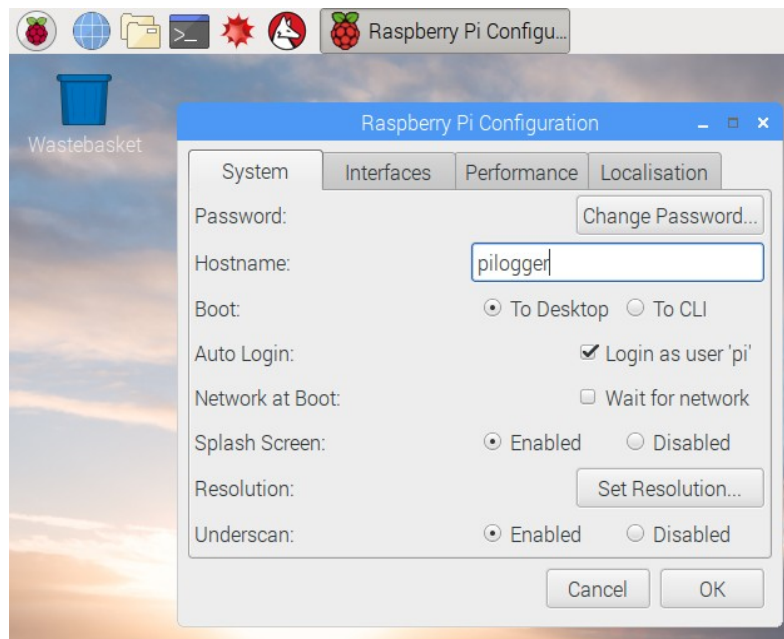 Raspberry Pi Configu...
Wastebasket
Raspberry Pi Configuration
System Interfaces Performance Localisation
Password: Change Password...
Hostname: pilogger
Boot: To Desktop To CLI
Auto Login: Login as user 'pi'
Network at Boot: Wait for network
Splash Screen: Enabled Disabled
Resolution: Set Resolution...
Underscan: Enabled Disabled
Cancel OK